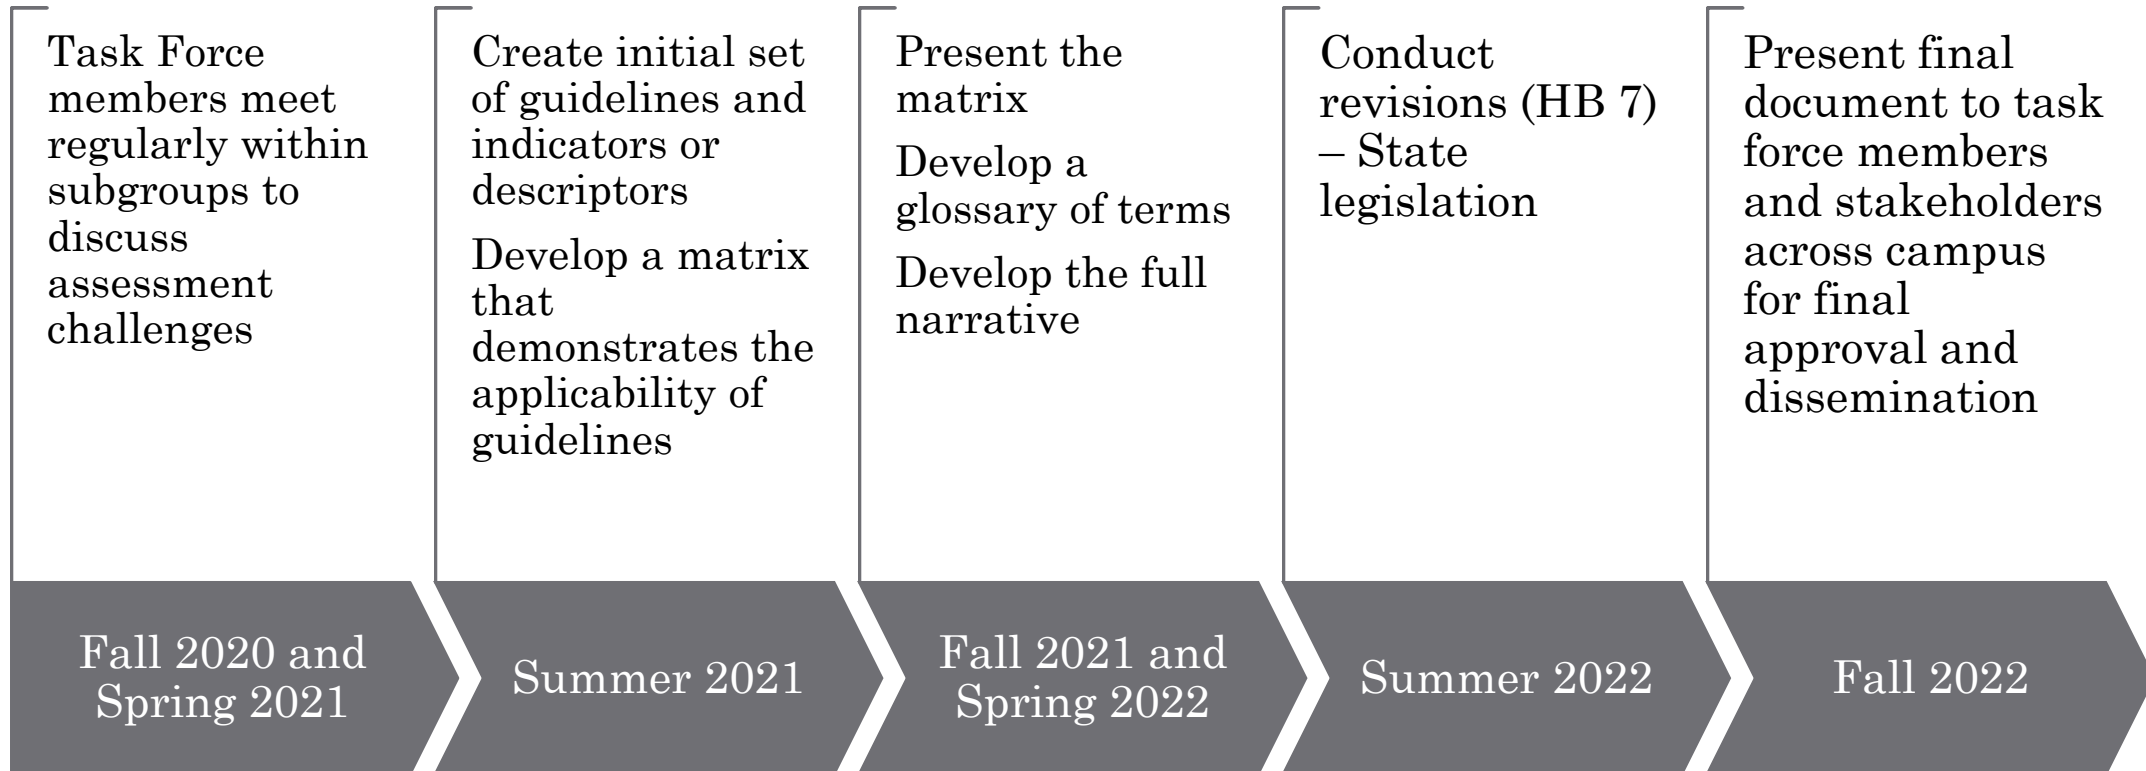 Task Force
members meet
regularly within
subgroups to
discuss
assessment
challenges
Fall 2020 and
Spring 2021
Create initial set
of guidelines and
indicators or
descriptors
Develop a matrix
that
demonstrates the
applicability of
guidelines
Summer 2021
Present the
matrix
Develop a
glossary of terms
Develop the full
narrative
Fall 2021 and
Spring 2022
Conduct
revisions (HB 7)
– State
legislation
Summer 2022
Present final
document to task
force members
and stakeholders
across campus
for final
approval and
dissemination
Fall 2022